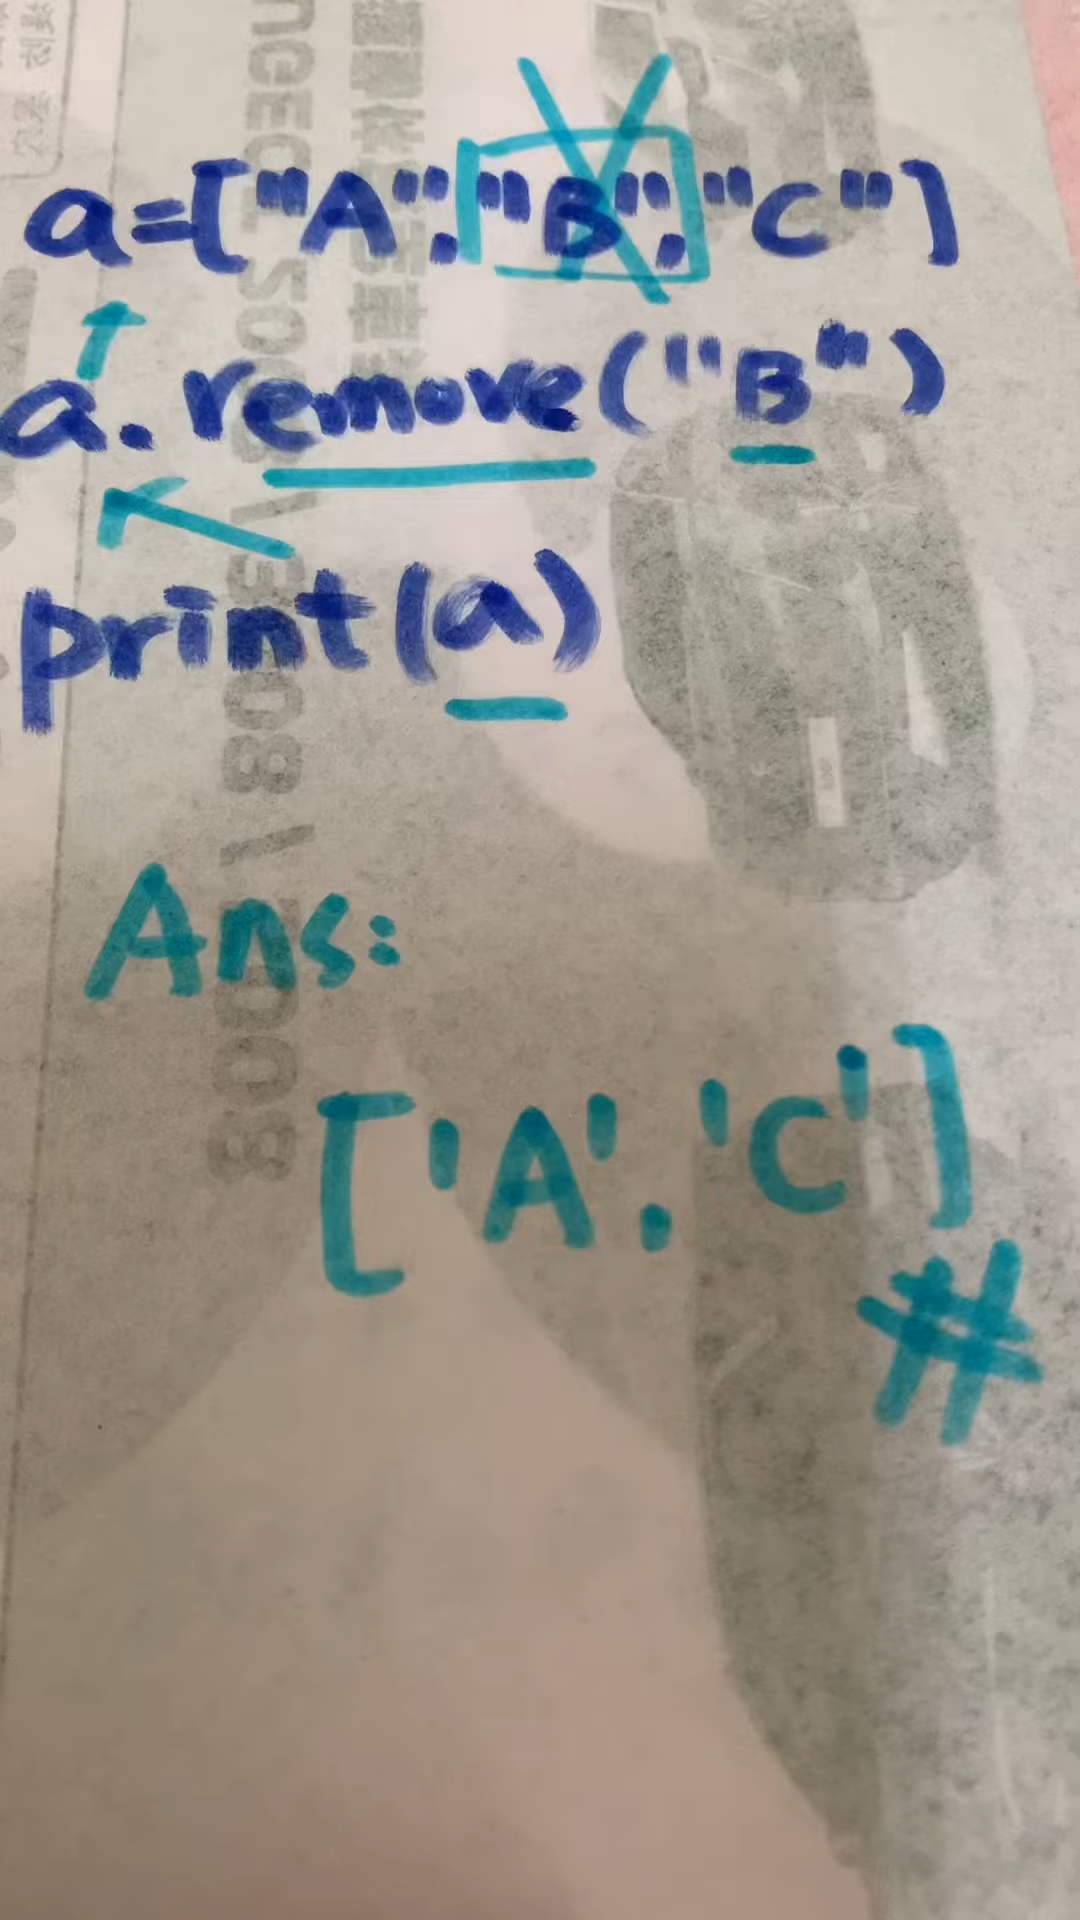 a=["A","B","C"]
a.remove("B")
print(a)
Ans:
['A','C']
#